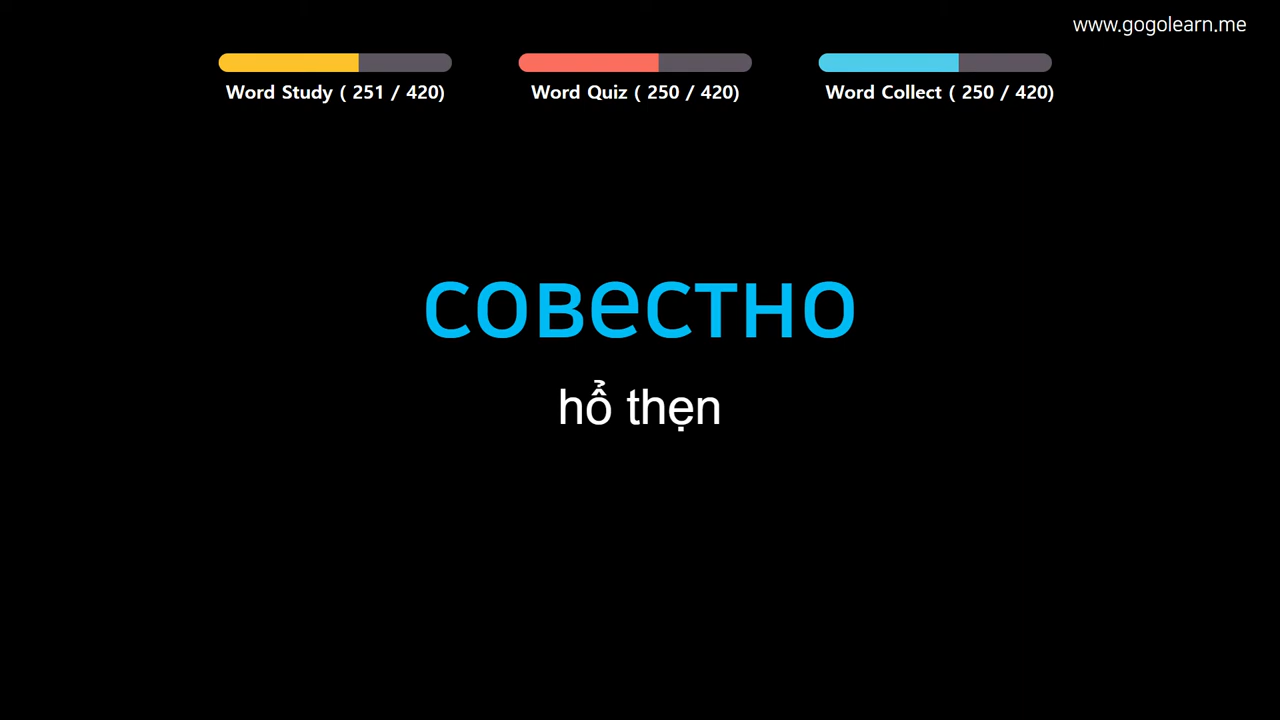 www.gogolearn.me
Word Study ( 251 / 420)
Word Quiz ( 250 / 420)
Word Collect ( 250 / 420)
совестно
hổ thẹn